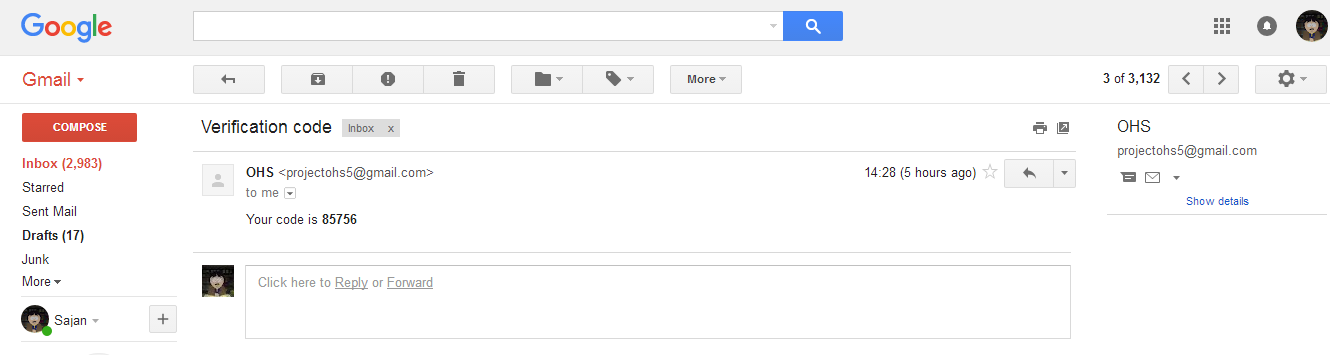 Google
Gmail
More
3 of 3,132
COMPOSE
Inbox (2,983)
Starred
Sent Mail
Drafts (17)
Junk
More
Sajan
Verification code Inbox x
OHS <projectohs5@gmail.com> 14:28 (5 hours ago)
to me
Your code is 85756
Click here to Reply or Forward
OHS
projectohs5@gmail.com
Show details